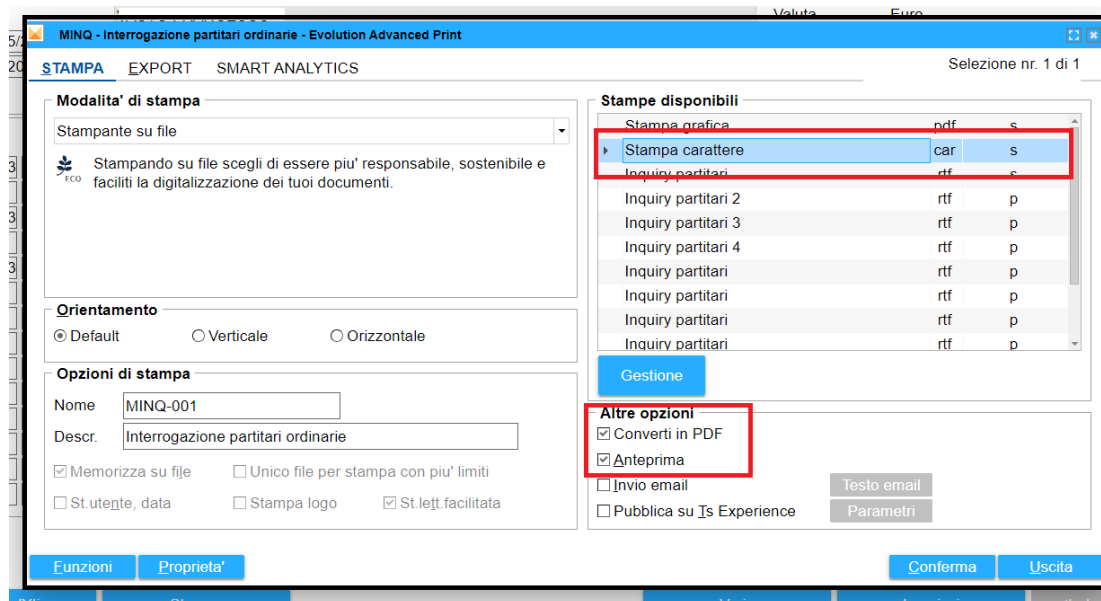 Valuta Euro
MINQ - Interrogazione partitari ordinarie - Evolution Advanced Print
STAMPA EXPORT SMART ANALYTICS
Selezione nr. 1 di 1
Modalita' di stampa
Stampante su file
ECO
Stampando su file scegli di essere piu' responsabile, sostenibile e
faciliti la digitalizzazione dei tuoi documenti.
Orientamento
Default Verticale Orizzontale
Opzioni di stampa
Nome MINQ-001
Descr. Interrogazione partitari ordinarie
Memorizza su file Unico file per stampa con piu' limiti
St.utente, data Stampa logo St.lett.facilitata
Stampe disponibili
Stampa grafica pdf s
Stampa carattere car s
Inquiry partitari rtf s
Inquiry partitari 2 rtf p
Inquiry partitari 3 rtf p
Inquiry partitari 4 rtf p
Inquiry partitari rtf p
Inquiry partitari rtf p
Inquiry partitari rtf p
Inquiry partitari rtf p
Gestione
Altre opzioni
Converti in PDF
Anteprima
Invio email Testo email
Pubblica su Ts Experience Parametri
Funzioni Proprieta' Conferma Uscita